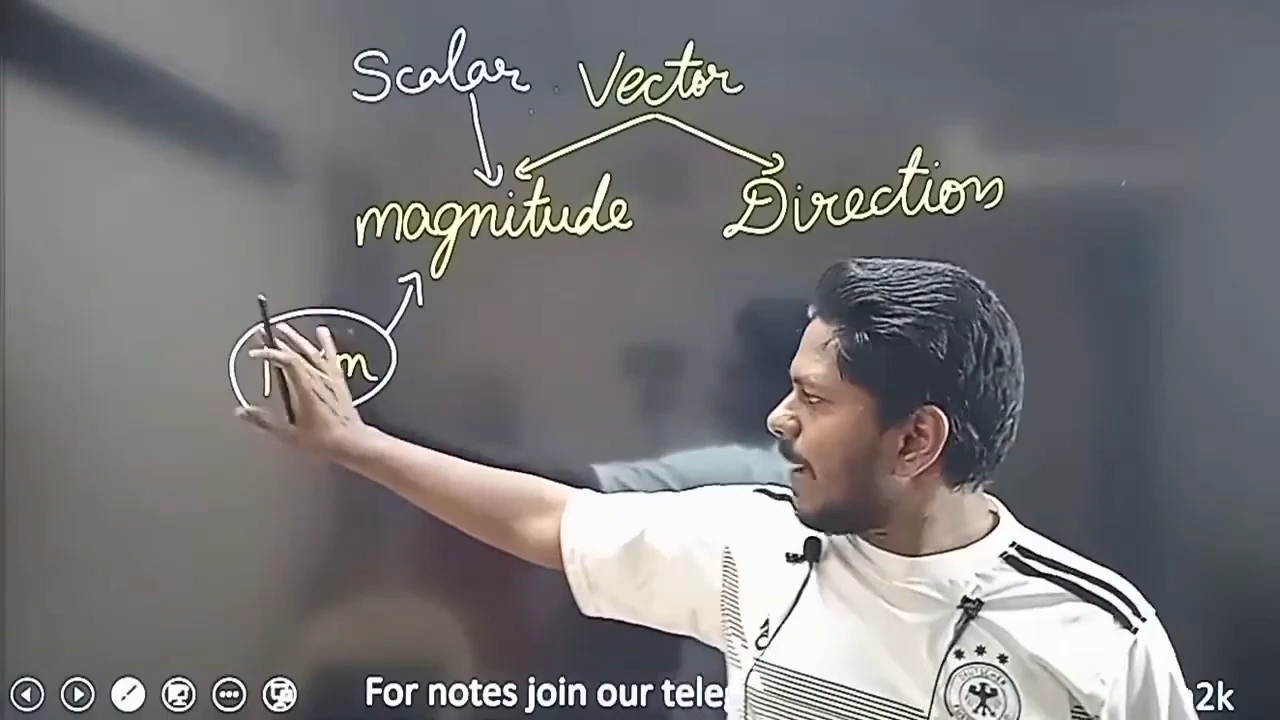 Scalar Vector
magnitude Direction
m
For notes join our tele
2k